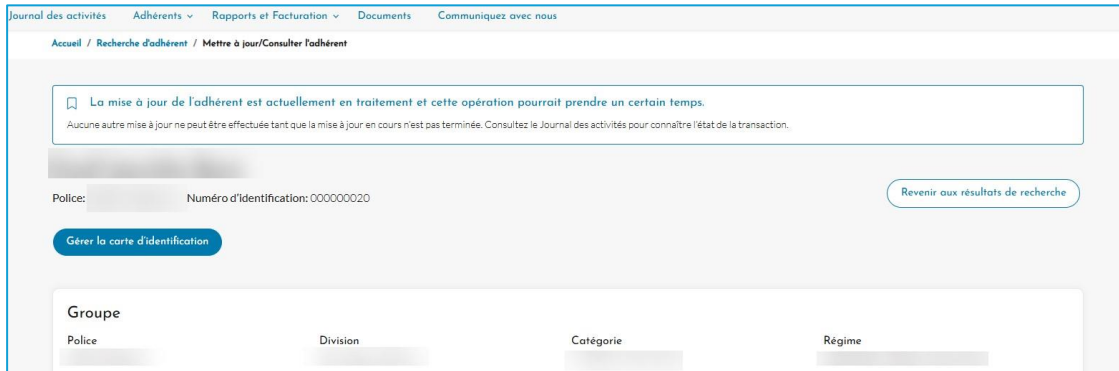 Journal des activités Adhérents Rapports et Facturation Documents Communiquez avec nous
Accueil / Recherche d'adhérent / Mettre à jour/Consulter l'adhérent
La mise à jour de l'adhérent est actuellement en traitement et cette opération pourrait prendre un certain temps.
Aucune autre mise à jour ne peut être effectuée tant que la mise à jour en cours n'est pas terminée. Consultez le Journal des activités pour connaître l'état de la transaction.
Police: Numéro d'identification: 000000020
Revenir aux résultats de recherche
Gérer la carte d'identification
Groupe
Police Division Catégorie Régime